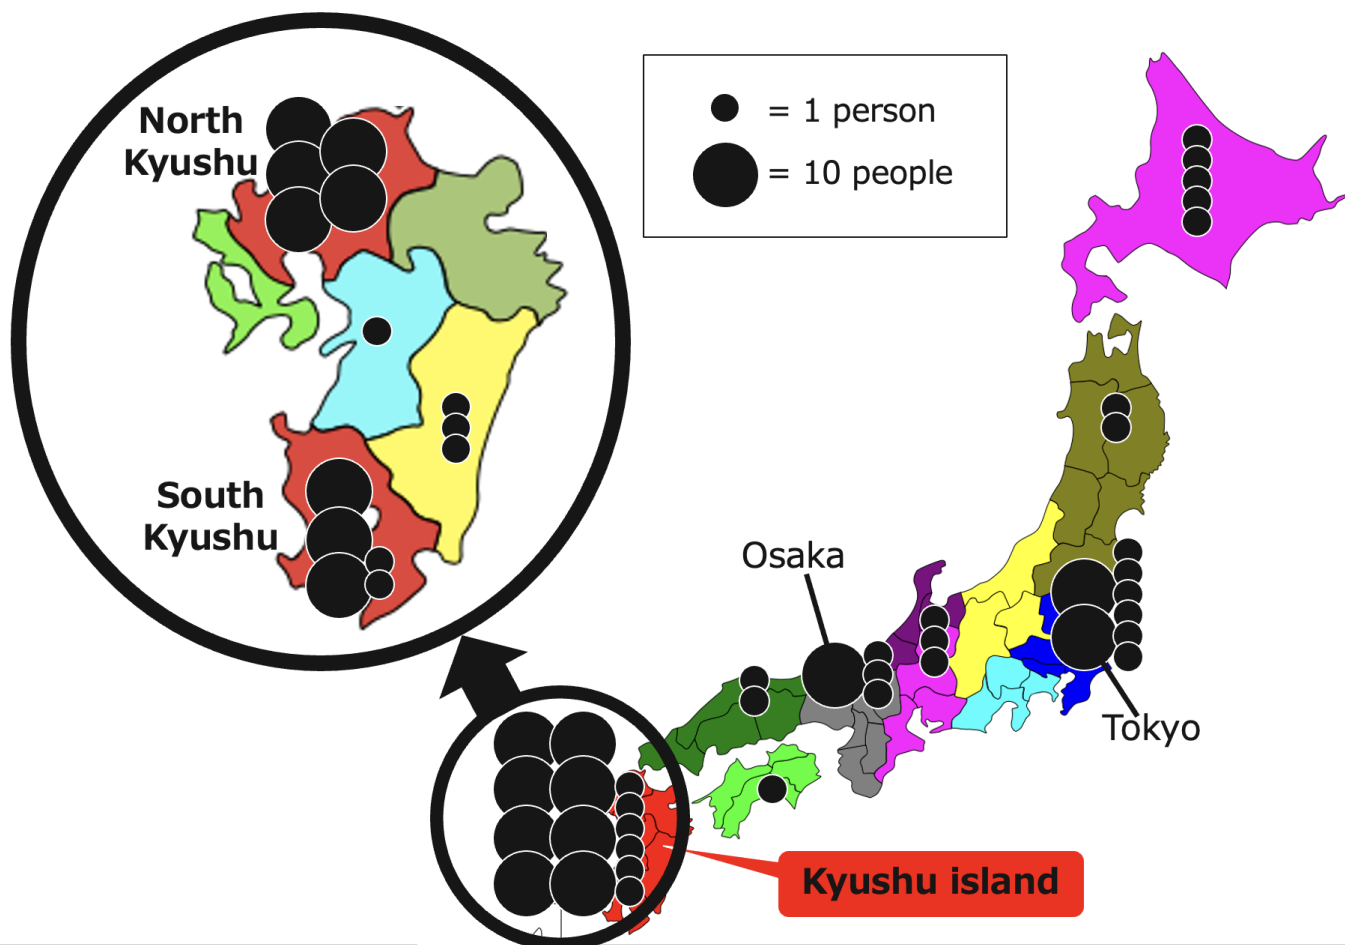 North
Kyushu
= 1 person
= 10 people
South
Kyushu
Osaka
Tokyo
Kyushu island